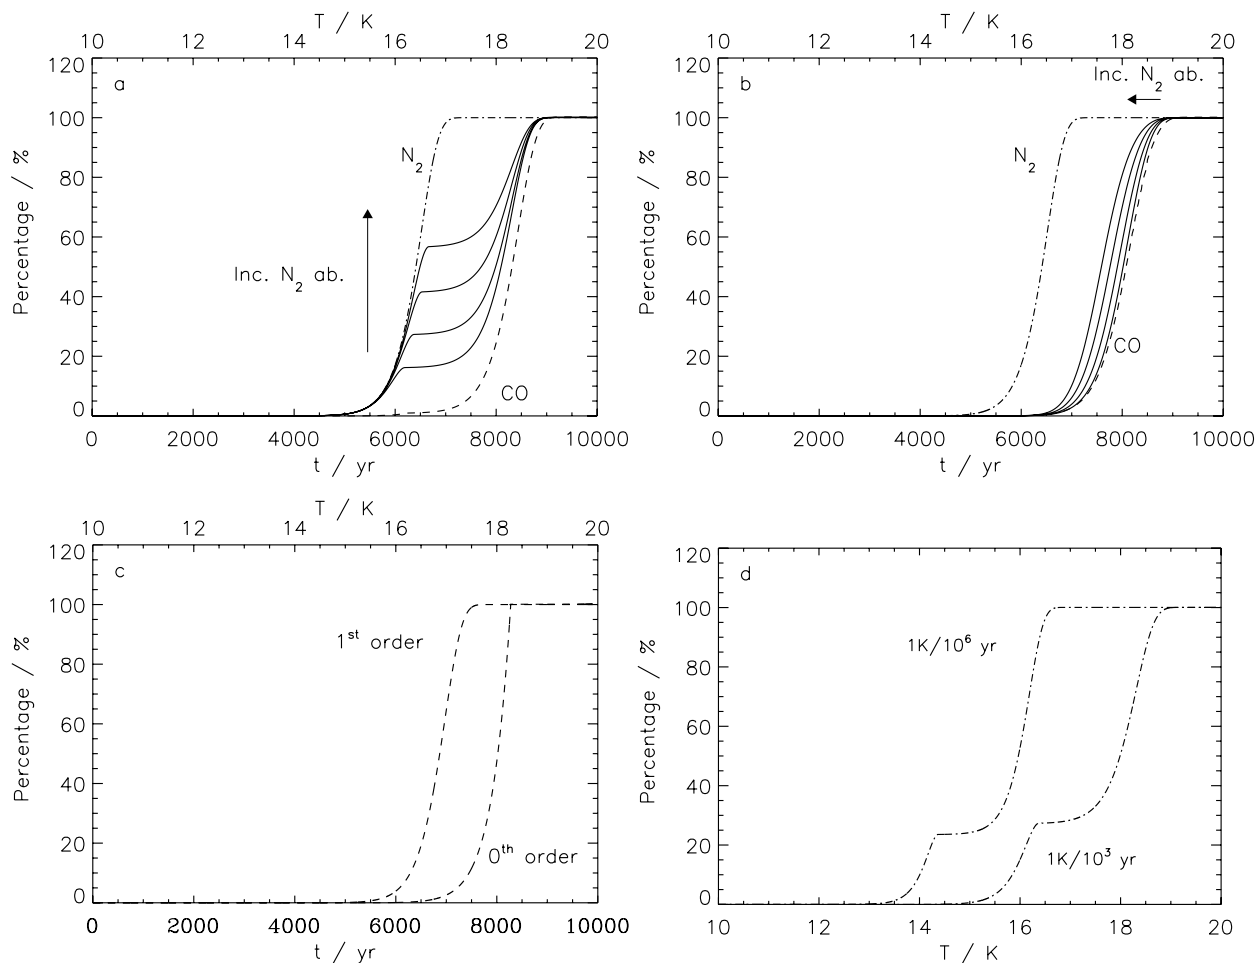 T / K
10 12 14 16 18 20
120
100
80
60
40
20
0
Percentage / %
a
N2
Inc. N2 ab.
CO
0 2000 4000 6000 8000 10000
t / yr
T / K
10 12 14 16 18 20
120
100
80
60
40
20
0
Percentage / %
b
Inc. N2 ab.
N2
CO
0 2000 4000 6000 8000 10000
t / yr
T / K
10 12 14 16 18 20
120
100
80
60
40
20
0
Percentage / %
c
1st order
0th order
0 2000 4000 6000 8000 10000
t / yr
120
100
80
60
40
20
0
Percentage / %
d
1K/10^6 yr
1K/10^3 yr
10 12 14 16 18 20
T / K